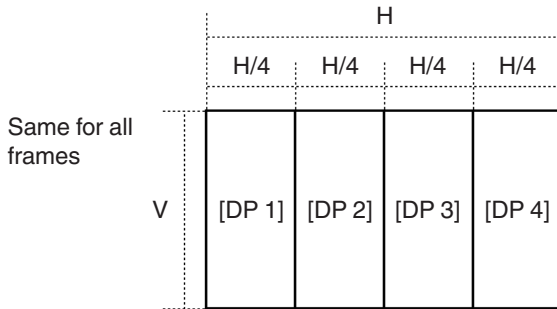 H
H/4 H/4 H/4 H/4
Same for all
frames
V
[DP 1] [DP 2] [DP 3] [DP 4]